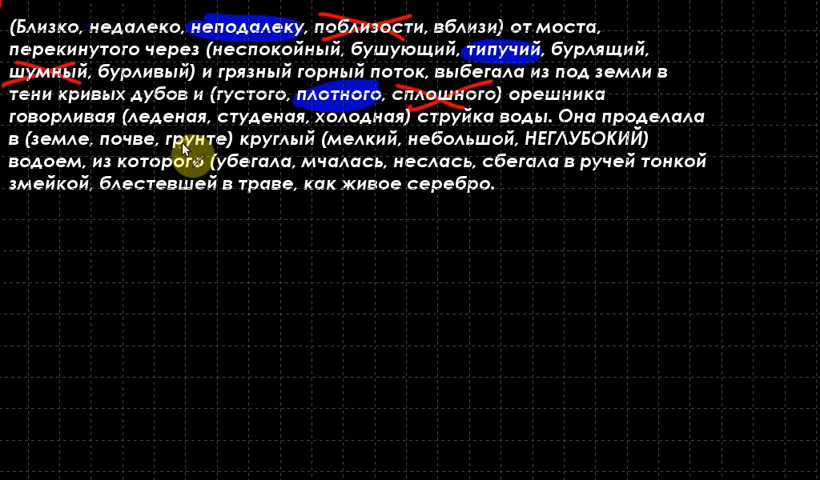 (Близко, недалеко, неподалеку, поблизости, вблизи) от моста,
перекинутого через (неспокойный, бушующий, типучий, бурлящий,
шумный, бурливый) и грязный горный поток, выбегала из под земли в
тени кривых дубов и (густого, плотного, сплошного) орешника
говорливая (леденая, студеная, холодная) струйка воды. Она проделала
в (земле, почве, грунте) круглый (мелкий, небольшой, НЕГЛУБОКИЙ)
водоем, из которого (убегала, мчалась, неслась, сбегала в ручей тонкой
змейкой, блестевшей в траве, как живое серебро.